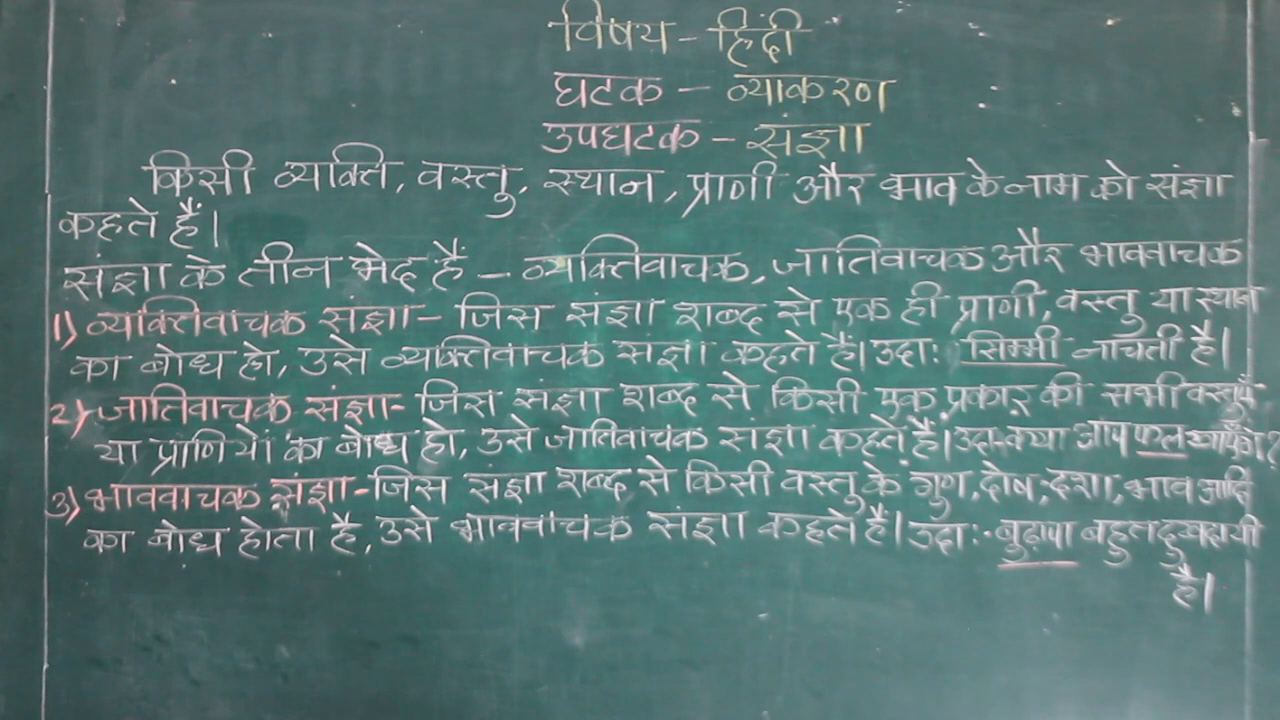 विषय - हिंदी
घटक - व्याकरण
उपघटक - संज्ञा
किसी व्यक्ति, वस्तु, स्थान, प्राणी और भाव के नाम को संज्ञा
कहते हैं।
संज्ञा के तीन भेद है - व्यक्तिवाचक, जातिवाचक और भाववाचक
1) व्यक्तिवाचक संज्ञा - जिस संज्ञा शब्द से एक ही प्राणी, वस्तु या स्थान
का बोध हो, उसे व्यक्तिवाचक संज्ञा कहते हैं। उदा: सिम्मी नाचती है।
2) जातिवाचक संज्ञा - जिस संज्ञा शब्द से किसी एक प्रकार की सभी वस्तुएँ
या प्राणियों का बोध हो, उसे जातिवाचक संज्ञा कहते हैं। उदा-क्या आप फल खाएँगे?
3) भाववाचक संज्ञा - जिस संज्ञा शब्द से किसी वस्तु के गुण, दोष, दशा, भाव आदि
का बोध होता है, उसे भाववाचक संज्ञा कहते हैं। उदा:- बुढ़ापा बहुत दुखदायी
है।